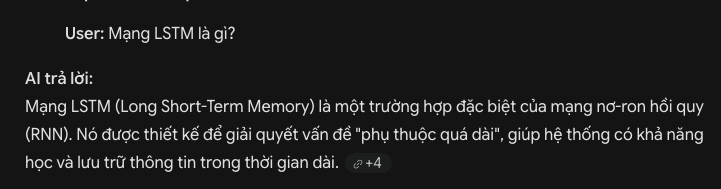 User: Mạng LSTM là gì?
AI trả lời:
Mạng LSTM (Long Short-Term Memory) là một trường hợp đặc biệt của mạng nơ-ron hồi quy
(RNN). Nó được thiết kế để giải quyết vấn đề "phụ thuộc quá dài", giúp hệ thống có khả năng
học và lưu trữ thông tin trong thời gian dài. +4